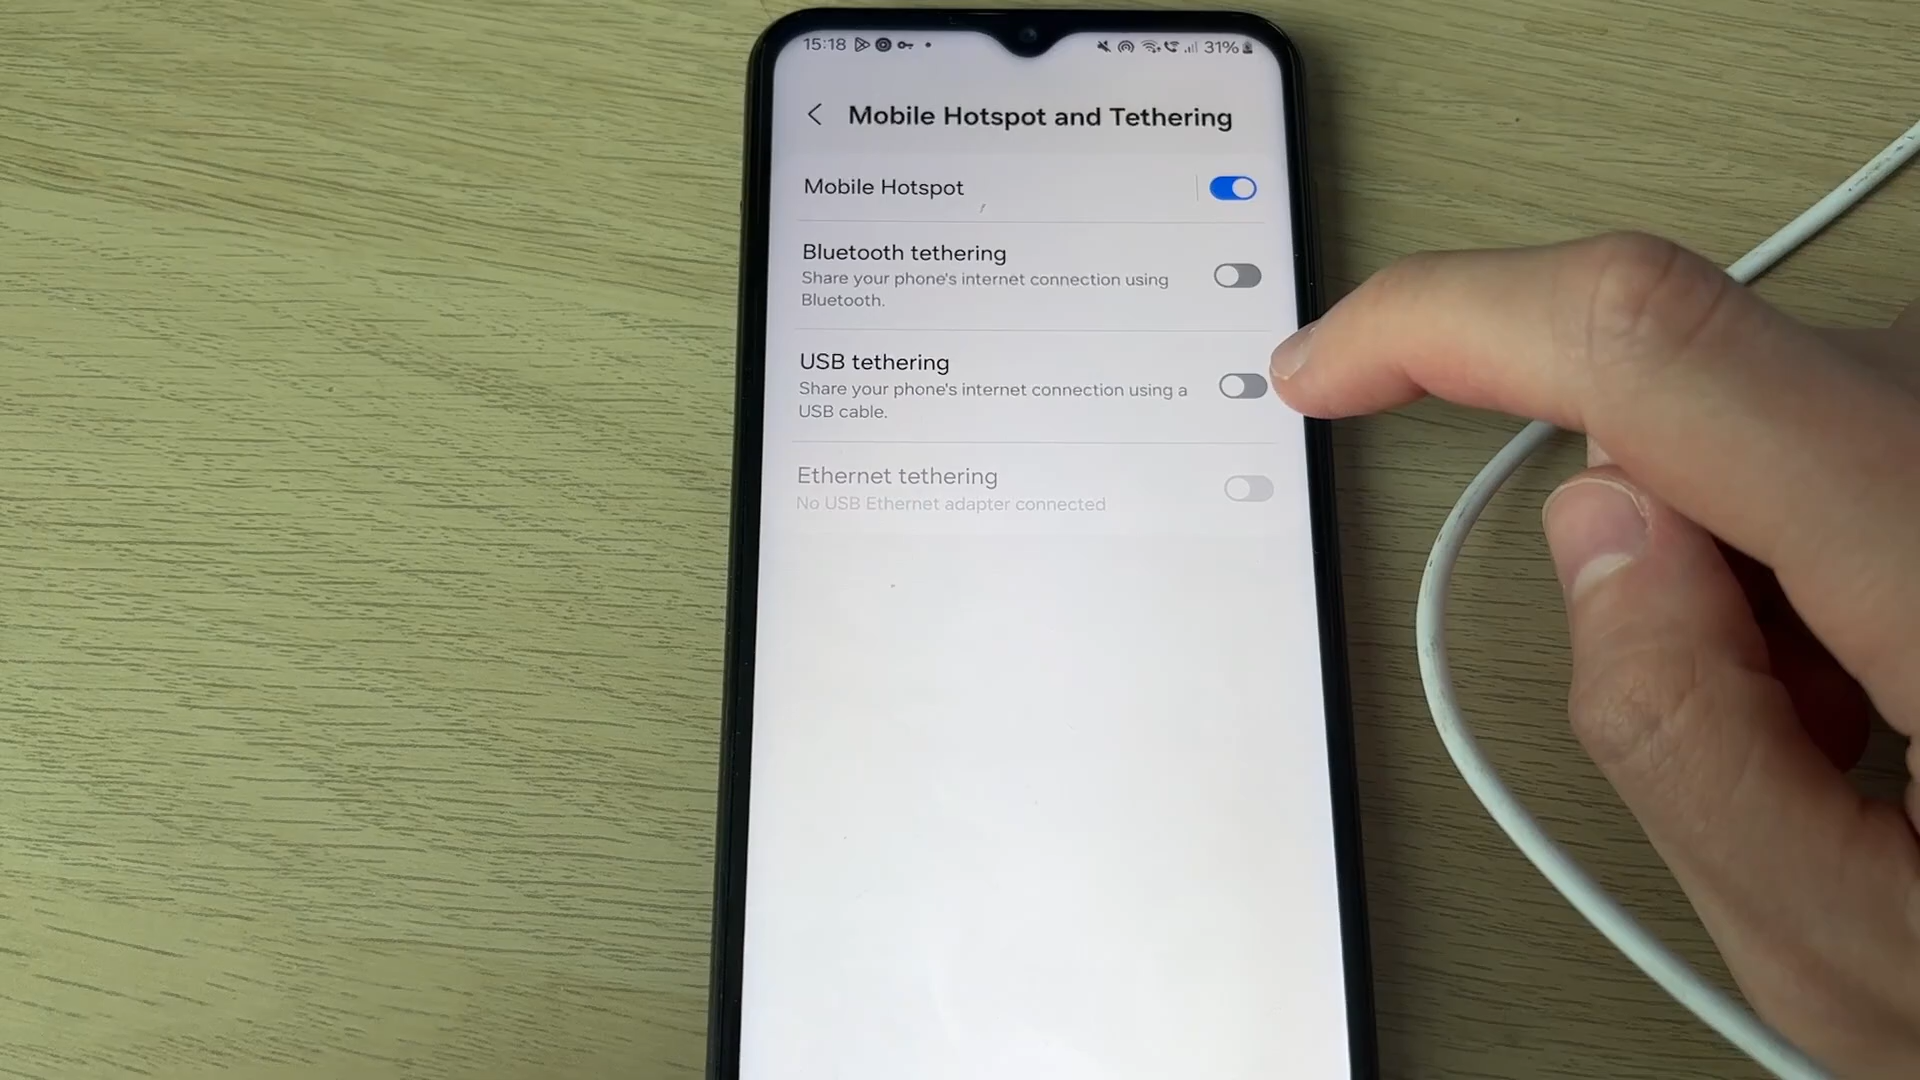 15:18 31%
Mobile Hotspot and Tethering
Mobile Hotspot
Bluetooth tethering
Share your phone's internet connection using
Bluetooth.
USB tethering
Share your phone's internet connection using a
USB cable.
Ethernet tethering
No USB Ethernet adapter connected